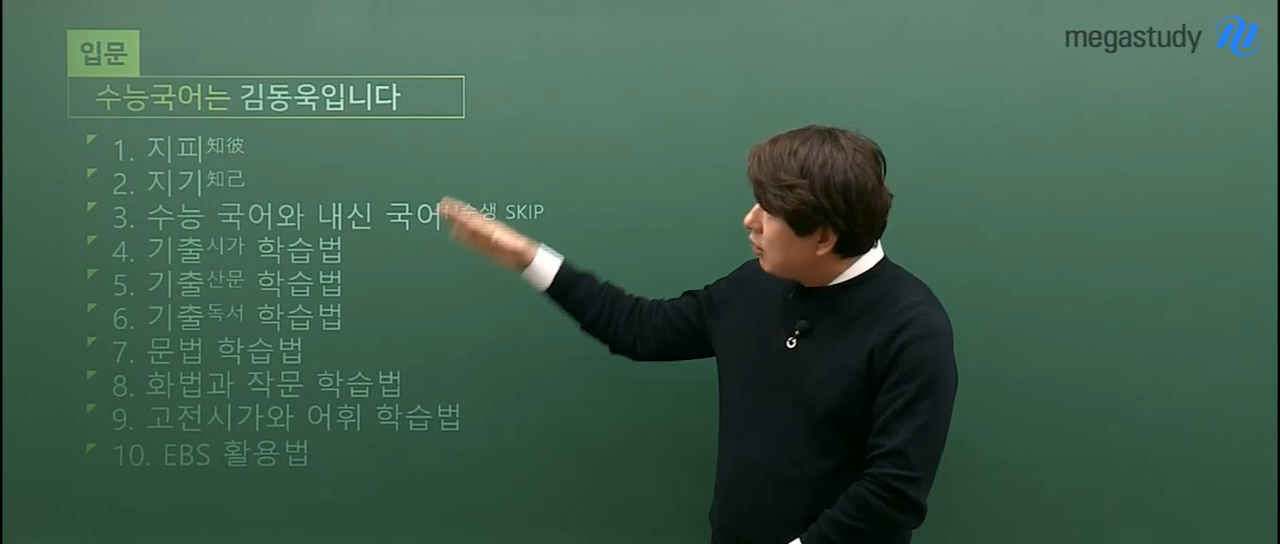 megastudy
입문
수능국어는 김동욱입니다
1. 지피知彼
2. 지기知己
3. 수능 국어와 내신 국어 SKIP
4. 기출시가 학습법
5. 기출산문 학습법
6. 기출독서 학습법
7. 문법 학습법
8. 화법과 작문 학습법
9. 고전시가와 어휘 학습법
10. EBS 활용법